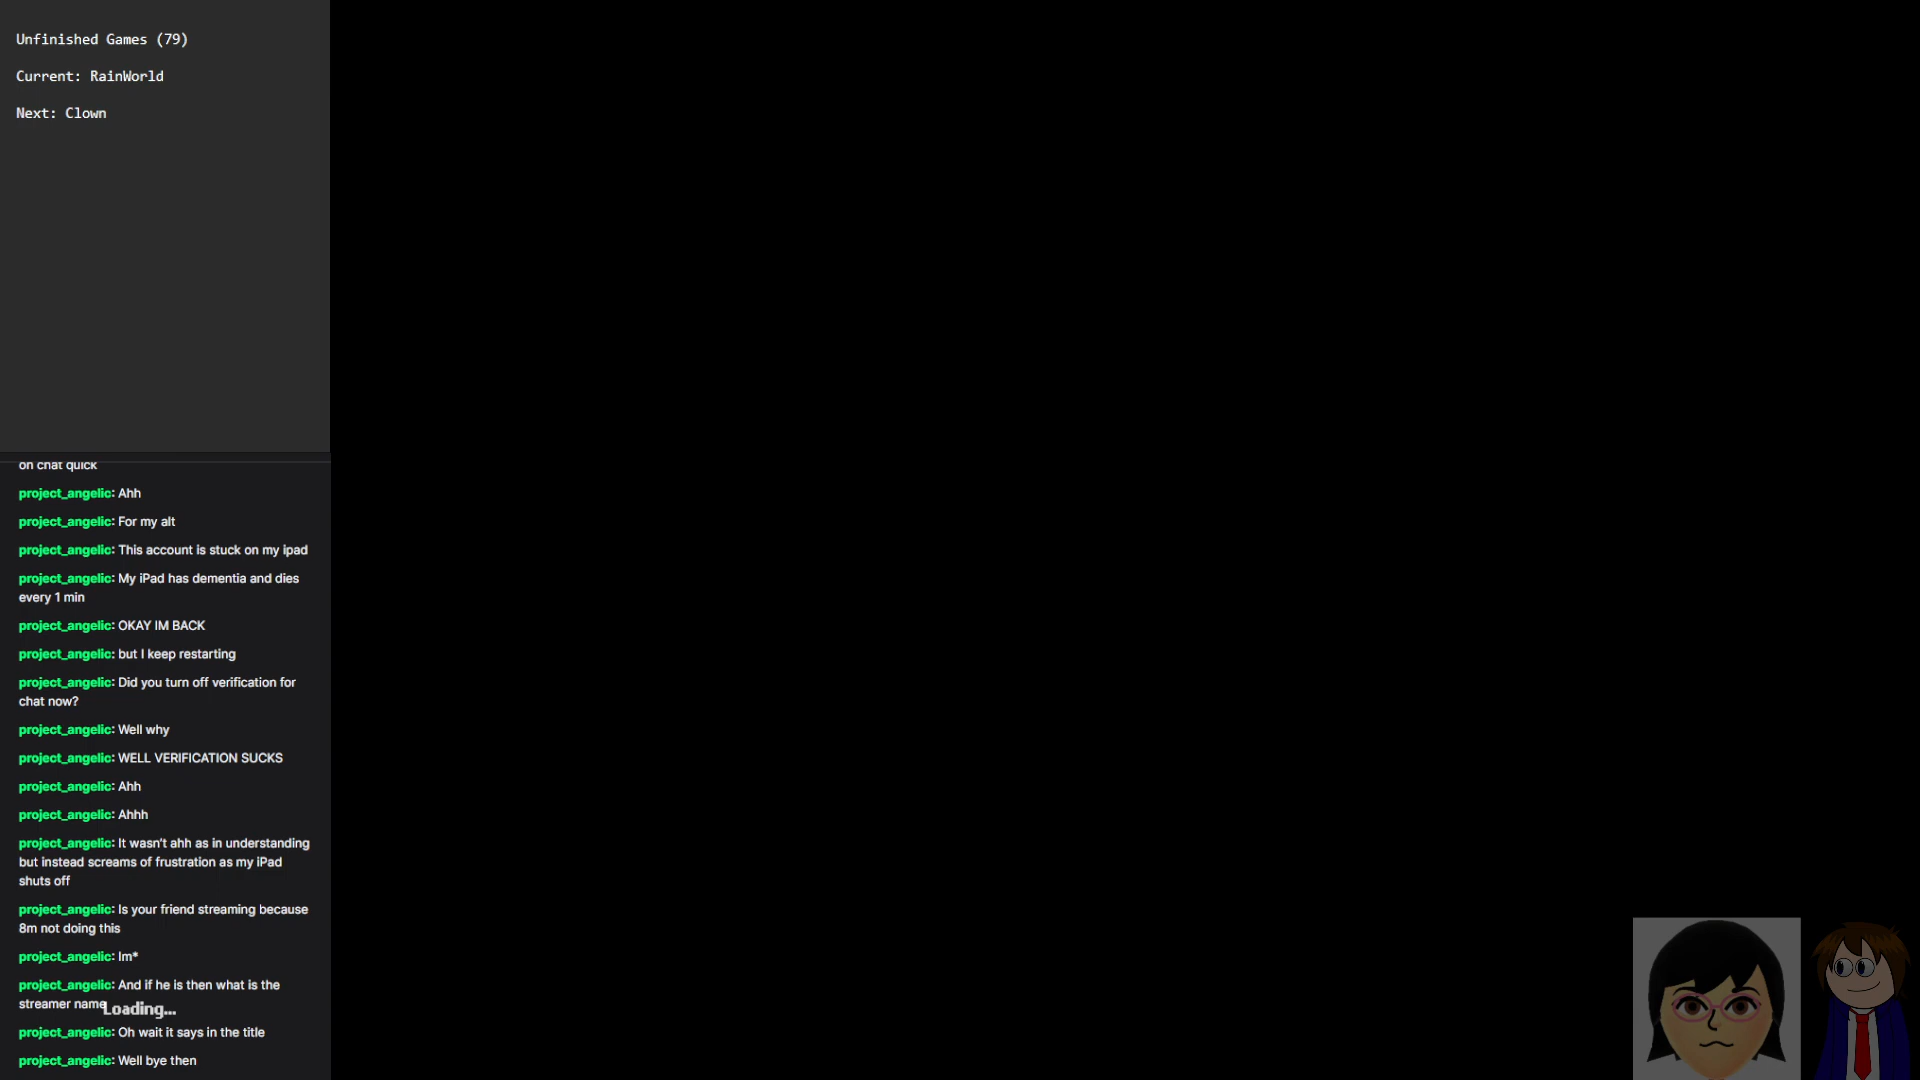 Unfinished Games (79)
Current: RainWorld
Next: Clown
on chat quick
project_angelic: Ahh
project_angelic: For my alt
project_angelic: This account is stuck on my ipad
project_angelic: My iPad has dementia and dies
every 1 min
project_angelic: OKAY IM BACK
project_angelic: but I keep restarting
project_angelic: Did you turn off verification for
chat now?
project_angelic: Well why
project_angelic: WELL VERIFICATION SUCKS
project_angelic: Ahh
project_angelic: Ahhh
project_angelic: It wasn't ahh as in understanding
but instead screams of frustration as my iPad
shuts off
project_angelic: Is your friend streaming because
8m not doing this
project_angelic: Im*
project_angelic: And if he is then what is the
streamer name
Loading...
project_angelic: Oh wait it says in the title
project_angelic: Well bye then